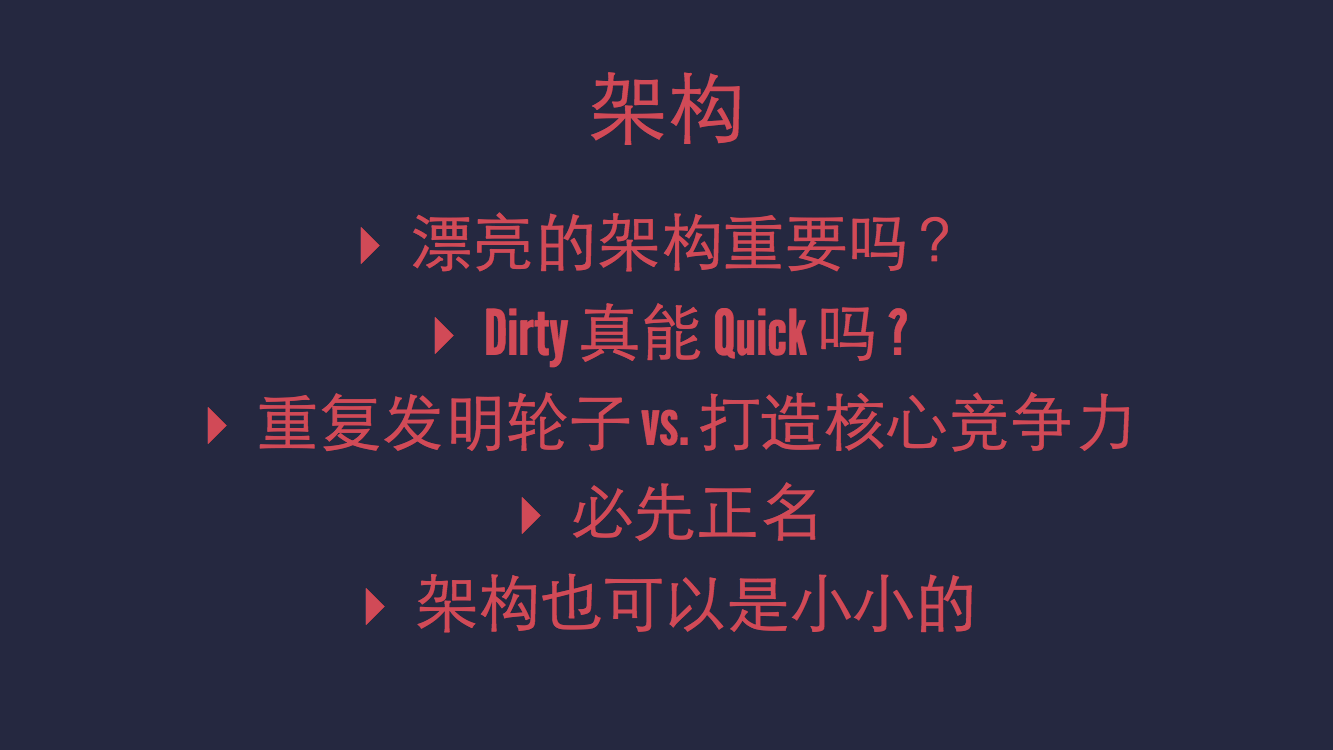 架构
▸ 漂亮的架构重要吗？
▸ Dirty 真能 Quick 吗？
▸ 重复发明轮子 vs. 打造核心竞争力
▸ 必先正名
▸ 架构也可以是小小的